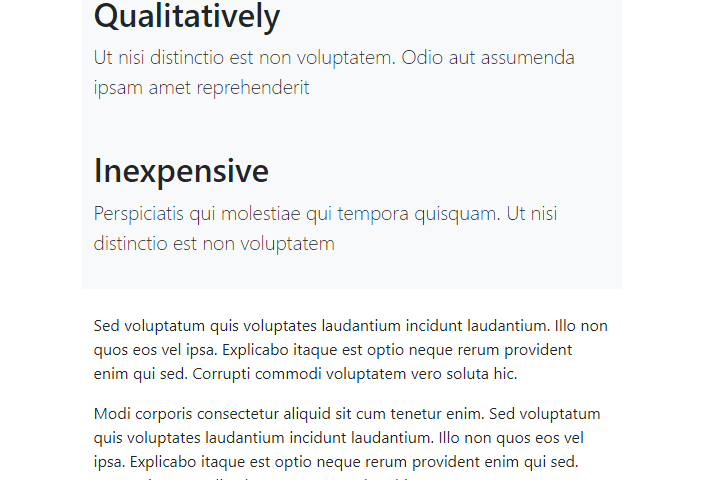 Qualitatively
Ut nisi distinctio est non voluptatem. Odio aut assumenda
ipsam amet reprehenderit
Inexpensive
Perspiciatis qui molestiae qui tempora quisquam. Ut nisi
distinctio est non voluptatem
Sed voluptatum quis voluptates laudantium incidunt laudantium. Illo non
quos eos vel ipsa. Explicabo itaque est optio neque rerum provident
enim qui sed. Corrupti commodi voluptatem vero soluta hic.
Modi corporis consectetur aliquid sit cum tenetur enim. Sed voluptatum
quis voluptates laudantium incidunt laudantium. Illo non quos eos vel
ipsa. Explicabo itaque est optio neque rerum provident enim qui sed.